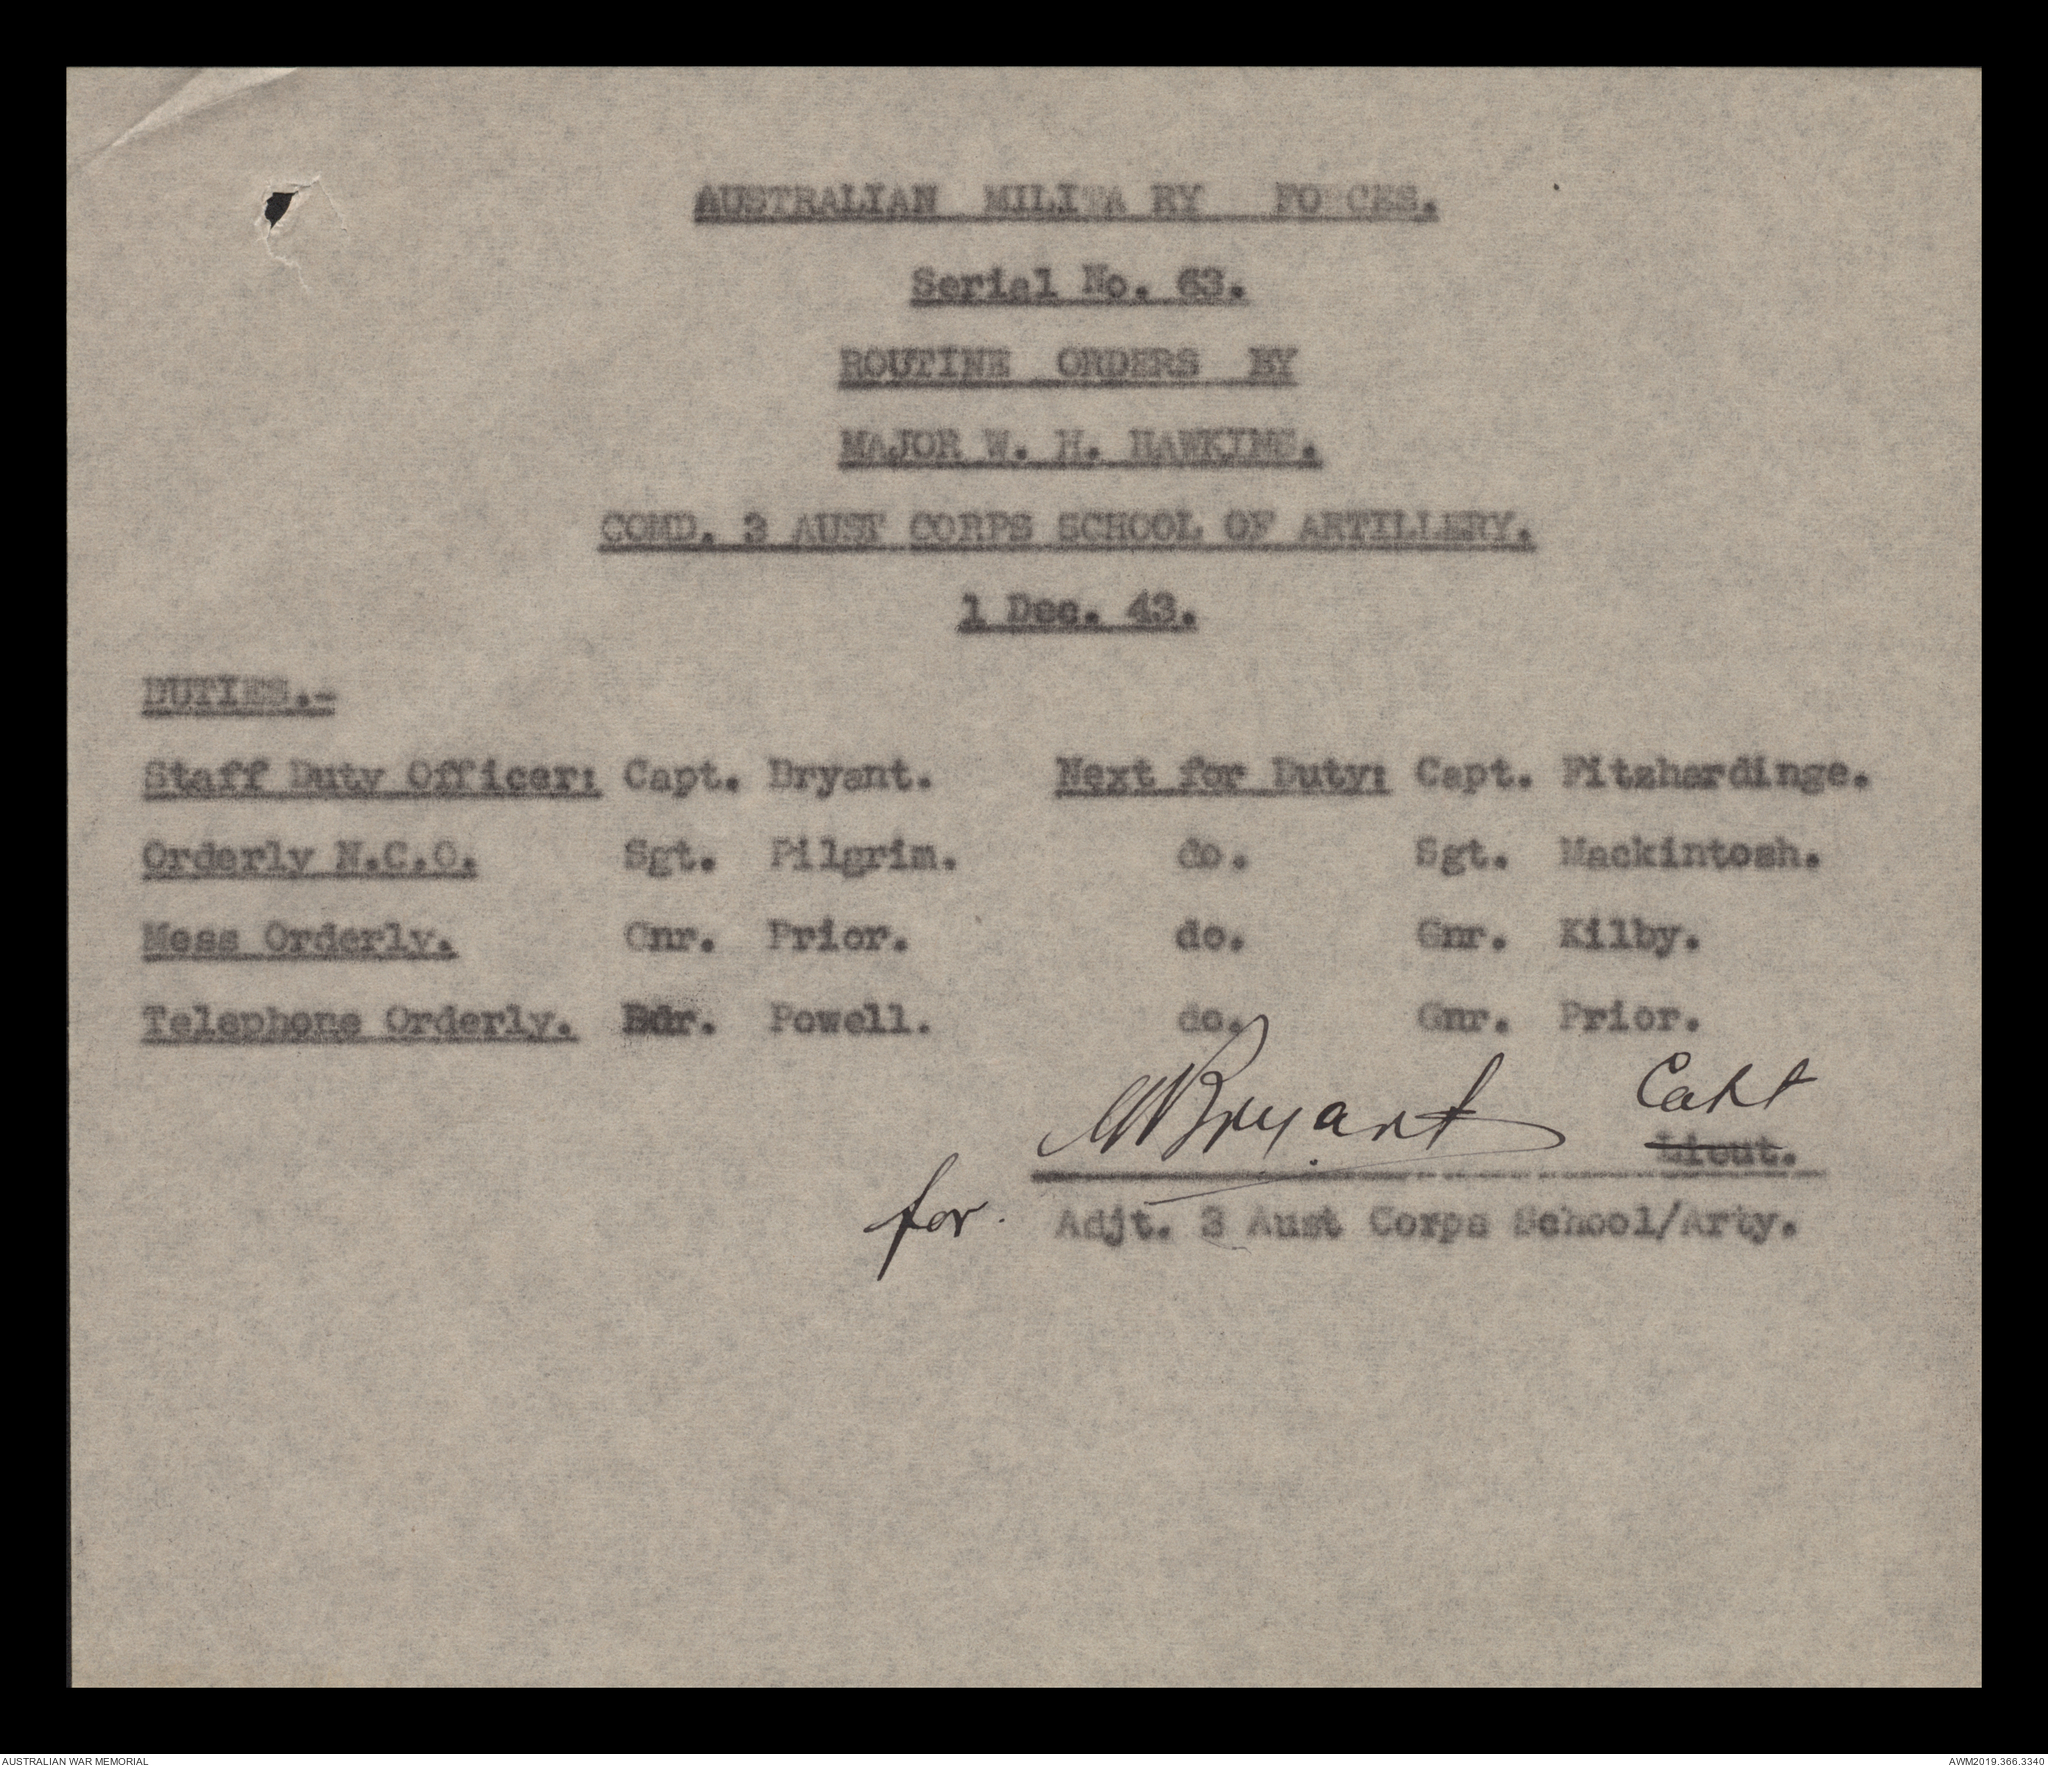 AUSTRALIAN MILITARY FORCES.
Serial No. 63.
ROUTINE ORDERS BY
MAJOR W. H. HAWKINS.
COMD. 3 AUST CORPS SCHOOL OF ARTILLERY.
1 Dec. 43.
DUTIES.-
Staff Duty Officer: Capt. Bryant. Next for Duty: Capt. Fitzhardinge.
Orderly N.C.O. Sgt. Pilgrim. do. Sgt. Mackintosh.
Mess Orderly. Gnr. Prior. do. Gnr. Kilby.
Telephone Orderly. Bdr. Powell. do. Gnr. Prior.
Bryant Capt
Lieut.
for. Adjt. 3 Aust Corps School/Arty.
AUSTRALIAN WAR MEMORIAL AWM2019.366.3340